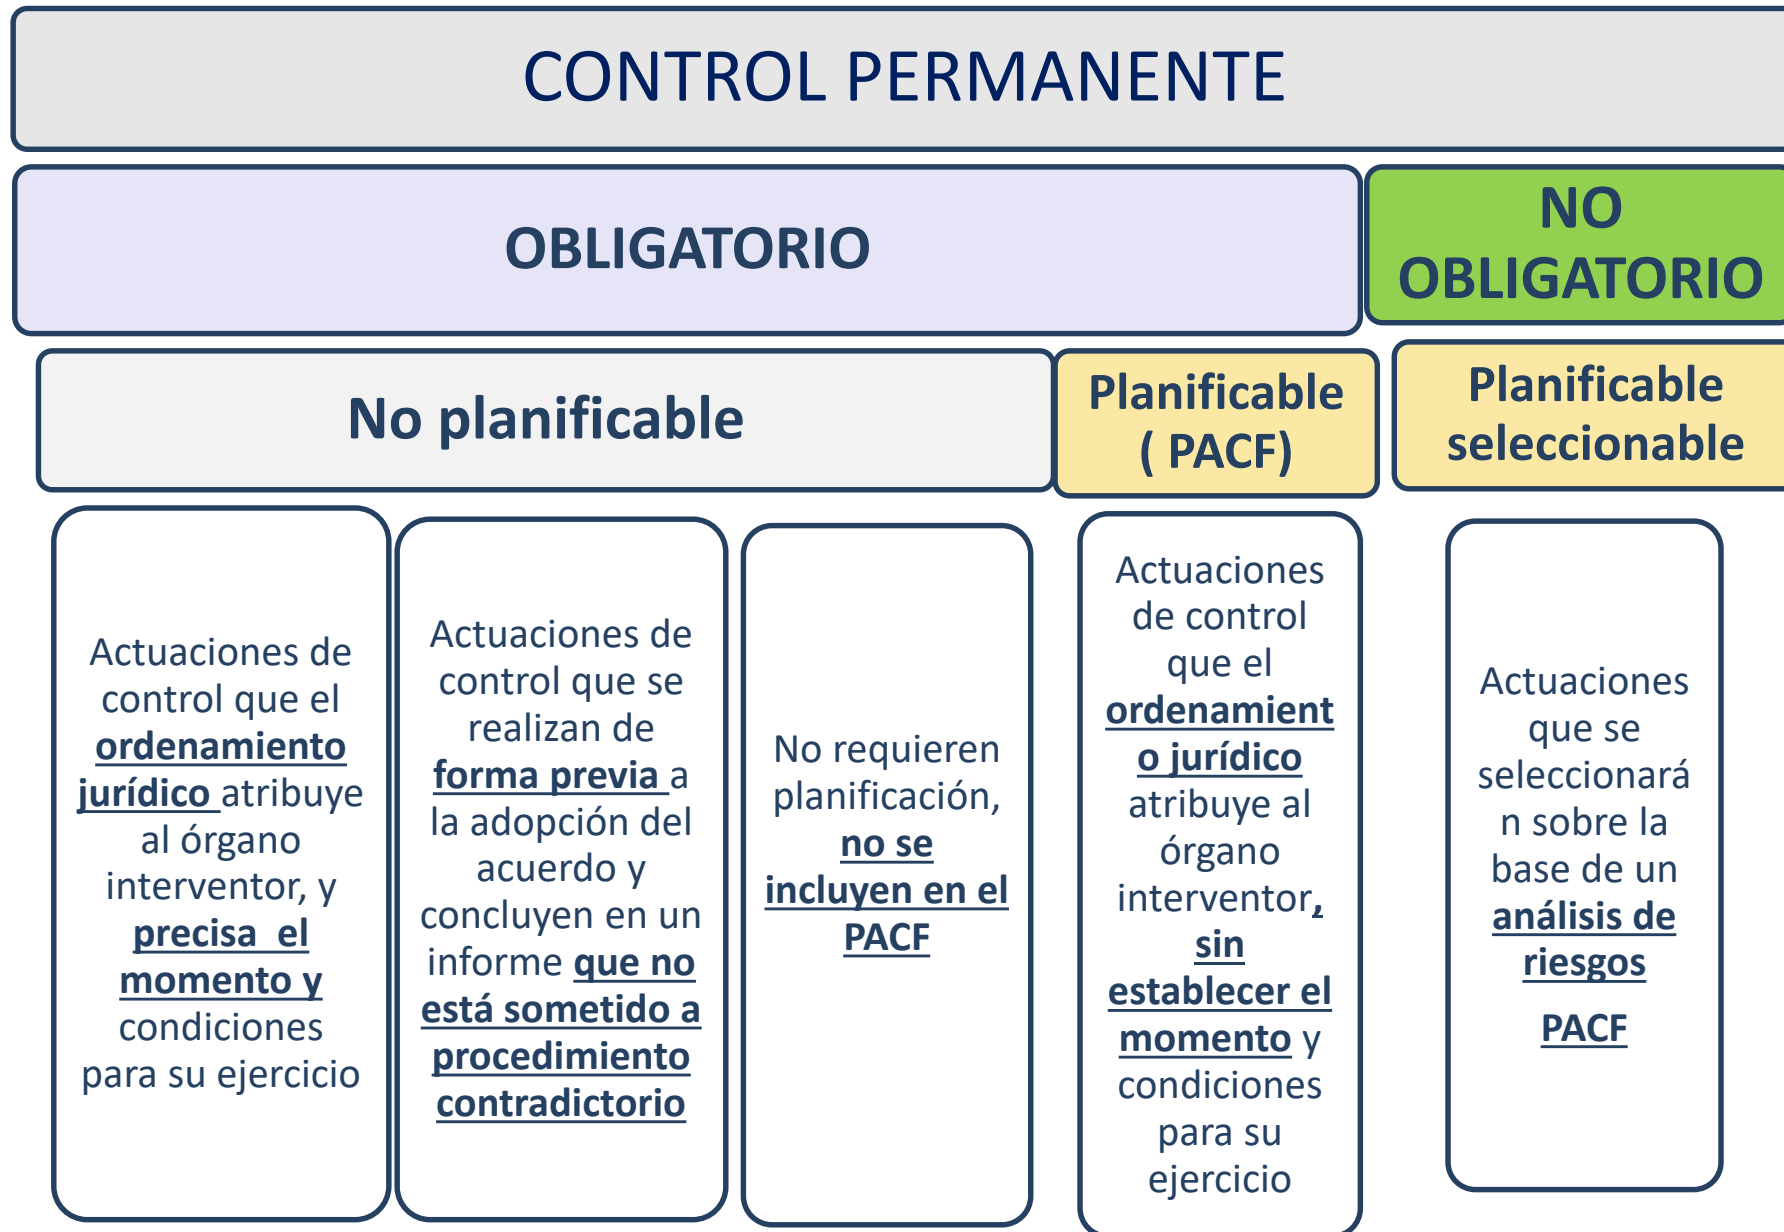 CONTROL PERMANENTE
OBLIGATORIO
NO
OBLIGATORIO
No planificable
Planificable
( PACF)
Planificable
seleccionable
Actuaciones de
control que el
ordenamiento
jurídico atribuye
al órgano
interventor, y
precisa el
momento y
condiciones
para su ejercicio
Actuaciones de
control que se
realizan de
forma previa a
la adopción del
acuerdo y
concluyen en un
informe que no
está sometido a
procedimiento
contradictorio
No requieren
planificación,
no se
incluyen en el
PACF
Actuaciones
de control
que el
ordenamient
o jurídico
atribuye al
órgano
interventor,
sin
establecer el
momento y
condiciones
para su
ejercicio
Actuaciones
que se
seleccionará
n sobre la
base de un
análisis de
riesgos
PACF